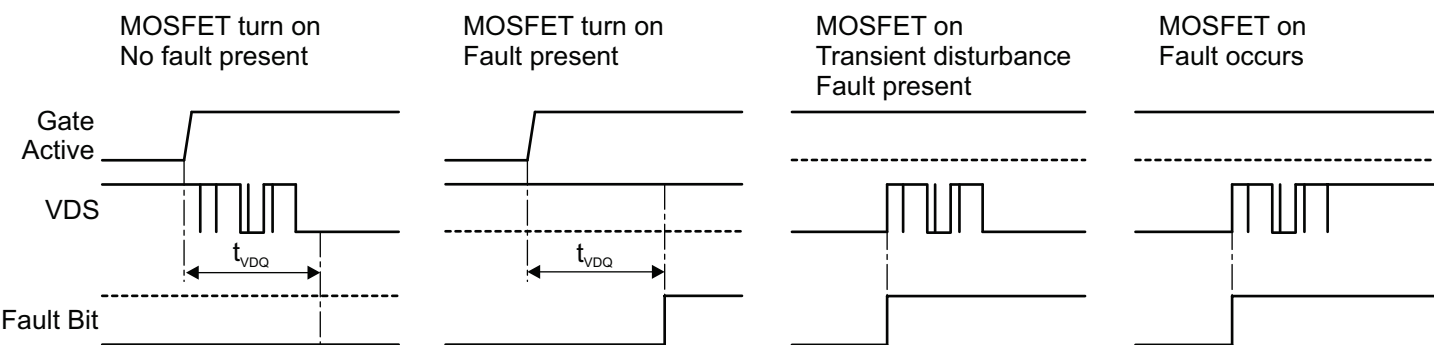 MOSFET turn on
No fault present
MOSFET turn on
Fault present
MOSFET on
Transient disturbance
Fault present
MOSFET on
Fault occurs
Gate
Active
VDS
tVDQ
tVDQ
Fault Bit